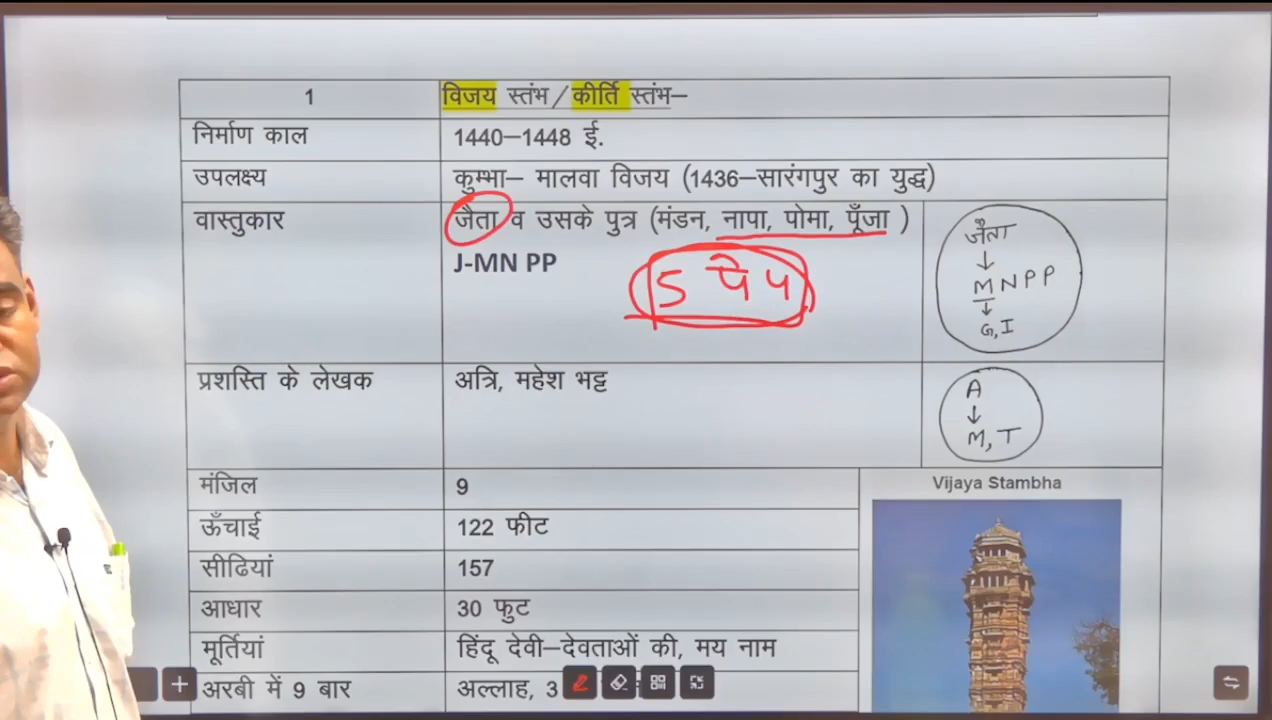 1 विजय स्तंभ / कीर्ति स्तंभ–
निर्माण काल 1440–1448 ई.
उपलक्ष्य कुम्भा– मालवा विजय (1436–सारंगपुर का युद्ध)
वास्तुकार जैता व उसके पुत्र (मंडन, नापा, पोमा, पूँजा )
J-MN PP
5 पे 4
जैता
↓
M N P P
↓
G, I
प्रशस्ति के लेखक अत्रि, महेश भट्ट
A
↓
M, T
मंजिल 9
Vijaya Stambha
ऊँचाई 122 फीट
सीढियां 157
आधार 30 फुट
मूर्तियां हिंदू देवी–देवताओं की, मय नाम
अरबी में 9 बार अल्लाह, 3